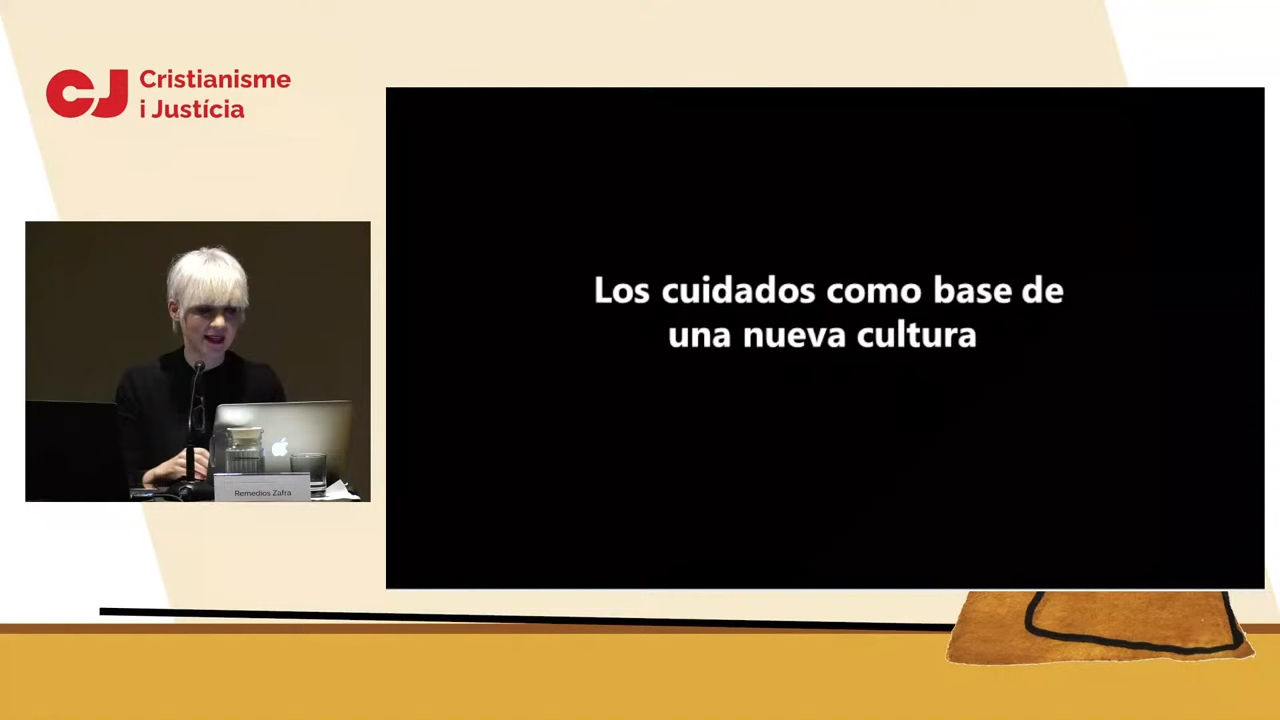 CJ Cristianisme
i Justícia
Los cuidados como base de
una nueva cultura
Remedios Zafra